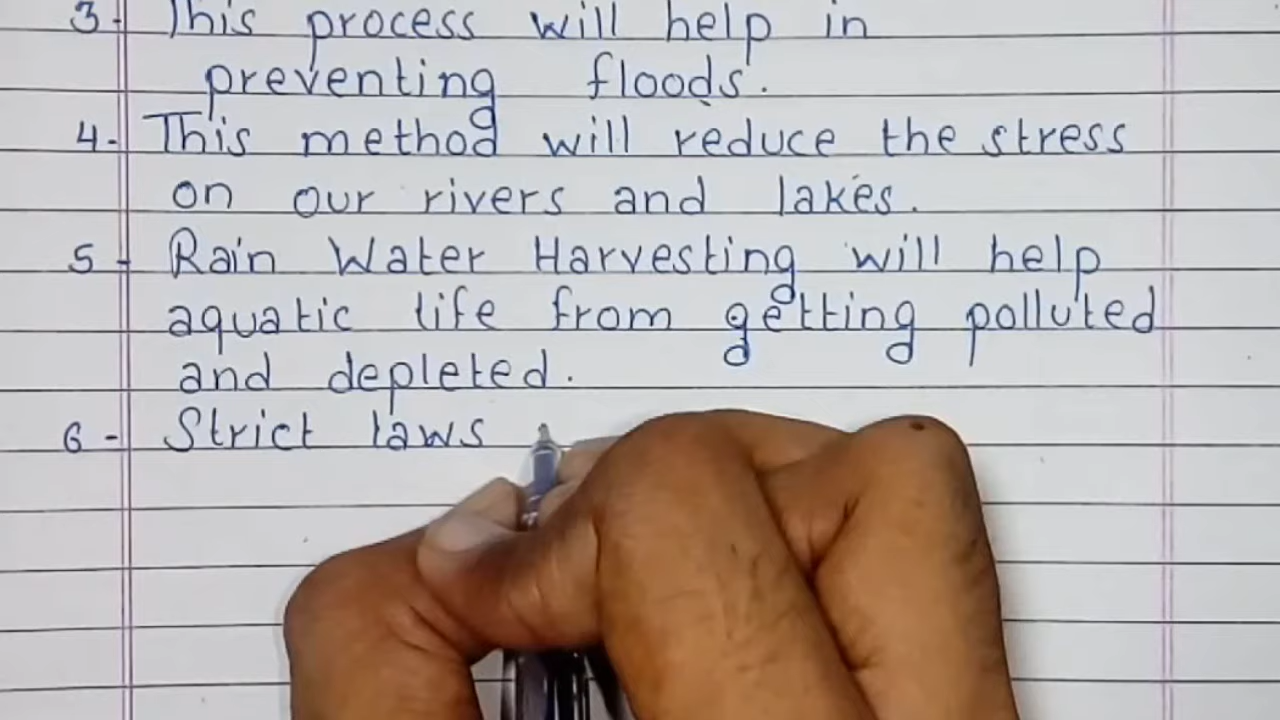 3- This process will help in
preventing floods.
4- This method will reduce the stress
on our rivers and lakes.
5- Rain Water Harvesting will help
aquatic life from getting polluted
and depleted.
6- Strict laws